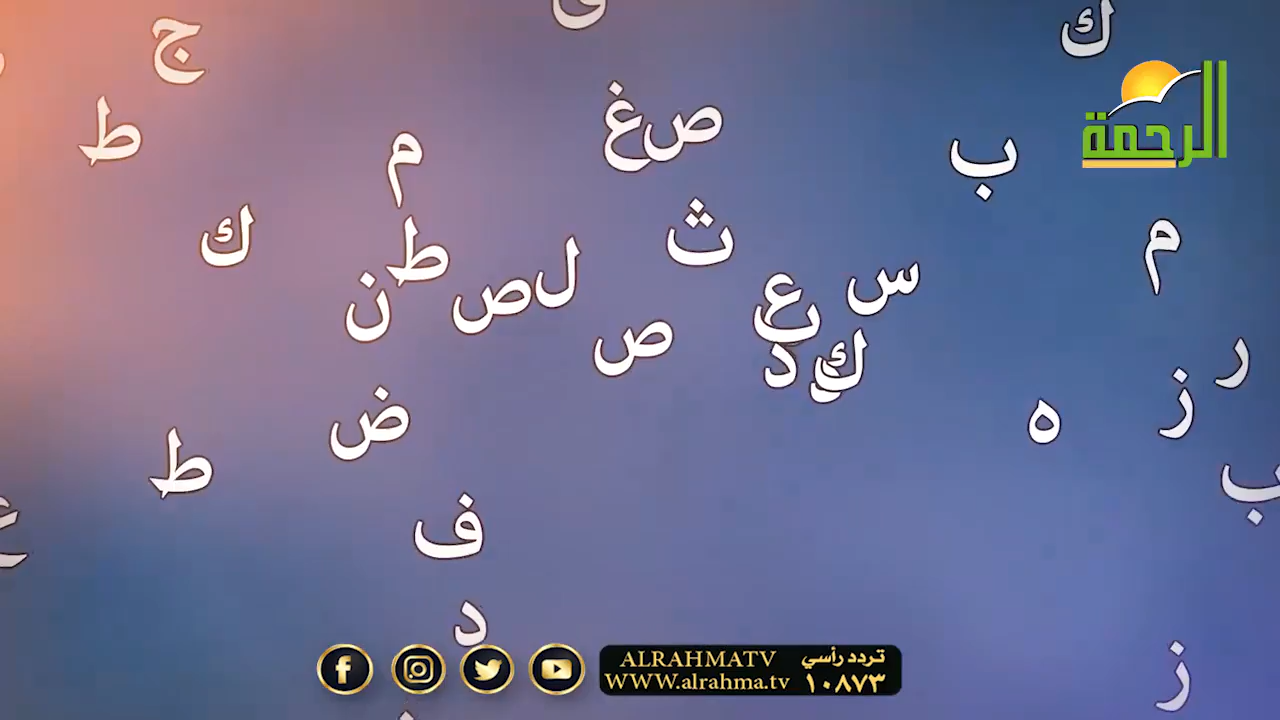 ك
ج
الرحمة
ص
غ
ط
م
ب
ث
م
ك
ط
ل
س
ع
ص
ن
ص
ر
ك
د
ز
ض
ه
ط
ب
ف
د
ز
ALRAHMATV تردد رأسي
WWW.alrahma.tv ١٠٨٧٣